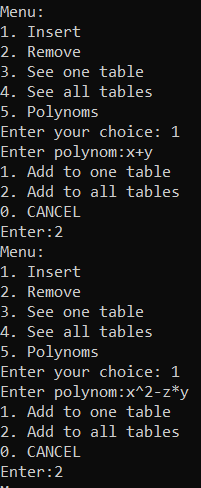 Menu:
1. Insert
2. Remove
3. See one table
4. See all tables
5. Polynoms
Enter your choice: 1
Enter polynom:x+y
1. Add to one table
2. Add to all tables
0. CANCEL
Enter:2
Menu:
1. Insert
2. Remove
3. See one table
4. See all tables
5. Polynoms
Enter your choice: 1
Enter polynom:x^2-z*y
1. Add to one table
2. Add to all tables
0. CANCEL
Enter:2